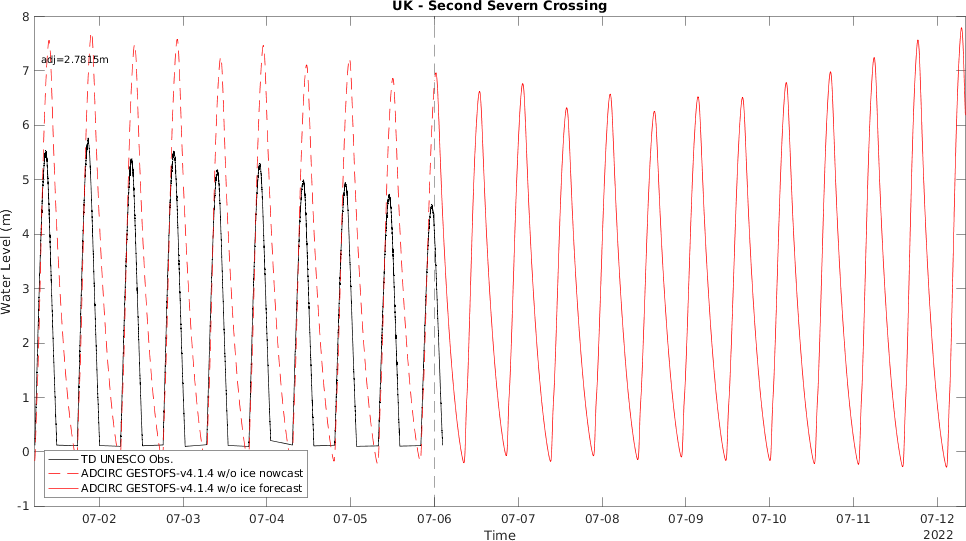 UK - Second Severn Crossing
8
7
6
5
4
3
2
1
0
-1
Water Level (m)
adj=2.7815m
TD UNESCO Obs.
ADCIRC GESTOFS-v4.1.4 w/o ice nowcast
ADCIRC GESTOFS-v4.1.4 w/o ice forecast
07-02 07-03 07-04 07-05 07-06 07-07 07-08 07-09 07-10 07-11 07-12
Time
2022